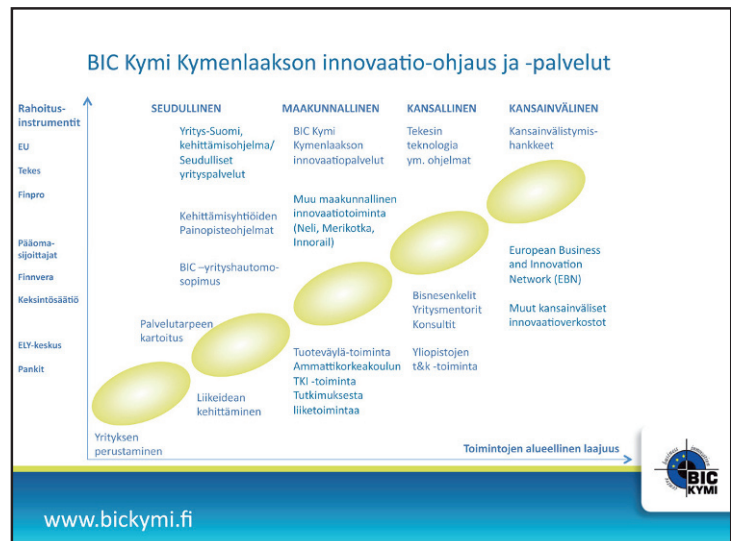 BIC Kymi Kymenlaakson innovaatio-ohjaus ja -palvelut
Rahoitus-
instrumentit
EU
Tekes
Finpro
Pääoma-
sijoittajat
Finnvera
Keksintösäätiö
ELY-keskus
Pankit
SEUDULLINEN
Yritys-Suomi,
kehittämisohjelma/
Seudulliset
yrityspalvelut
Kehittämisyhtiöiden
Painopisteohjelmat
BIC –yrityshautomo-
sopimus
Palvelutarpeen
kartoitus
Liikeidean
kehittäminen
Yrityksen
perustaminen
MAAKUNNALLINEN
BIC Kymi
Kymenlaakson
innovaatiopalvelut
Muu maakunnallinen
innovaatiotoiminta
(Neli, Merikotka,
Innorail)
Tuoteväylä-toiminta
Ammattikorkeakoulun
TKI -toiminta
Tutkimuksesta
liiketoimintaa
KANSALLINEN
Tekesin
teknologia
ym. ohjelmat
Bisnesenkelit
Yritysmentorit
Konsultit
Yliopistojen
t&k -toiminta
KANSAINVÄLINEN
Kansainvälistymis-
hankkeet
European Business
and Innovation
Network (EBN)
Muut kansainväliset
innovaatioverkostot
Toimintojen alueellinen laajuus
BIC
KYMI
www.bickymi.fi